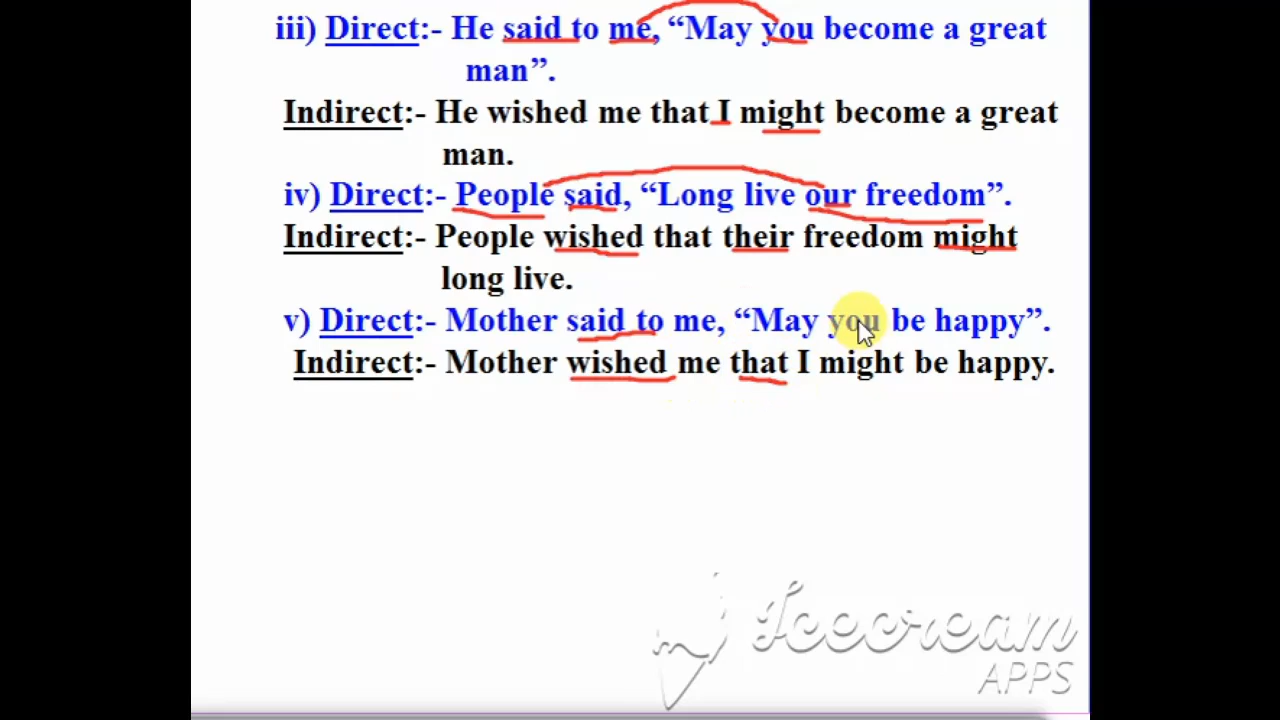 iii) Direct:- He said to me, “May you become a great
man”.
Indirect:- He wished me that I might become a great
man.
iv) Direct:- People said, “Long live our freedom”.
Indirect:- People wished that their freedom might
long live.
v) Direct:- Mother said to me, “May you be happy”.
Indirect:- Mother wished me that I might be happy.
Icecream
APPS